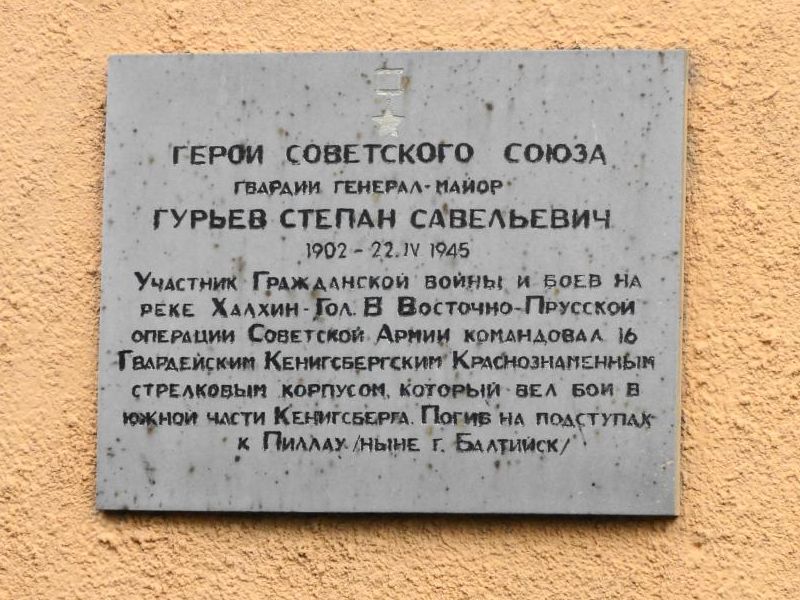 ГЕРОЙ СОВЕТСКОГО СОЮЗА
ГВАРДИИ ГЕНЕРАЛ-МАЙОР
ГУРЬЕВ СТЕПАН САВЕЛЬЕВИЧ
1902 - 22.IV 1945
УЧАСТНИК ГРАЖДАНСКОЙ ВОЙНЫ И БОЕВ НА
РЕКЕ ХАЛХИН-ГОЛ. В ВОСТОЧНО-ПРУССКОЙ
ОПЕРАЦИИ СОВЕТСКОЙ АРМИИ КОМАНДОВАЛ 16
ГВАРДЕЙСКИМ КЕНИГСБЕРГСКИМ КРАСНОЗНАМЕННЫМ
СТРЕЛКОВЫМ КОРПУСОМ, КОТОРЫЙ ВЕЛ БОИ В
ЮЖНОЙ ЧАСТИ КЕНИГСБЕРГА. ПОГИБ НА ПОДСТУПАХ
К ПИЛЛАУ /НЫНЕ Г. БАЛТИЙСК/